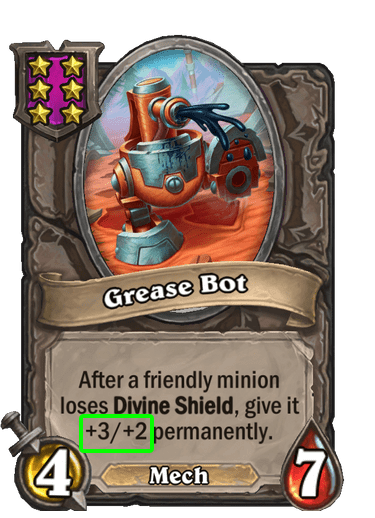 Grease Bot
After a friendly minion
loses Divine Shield, give it
+3/+2 permanently.
4
Mech
7